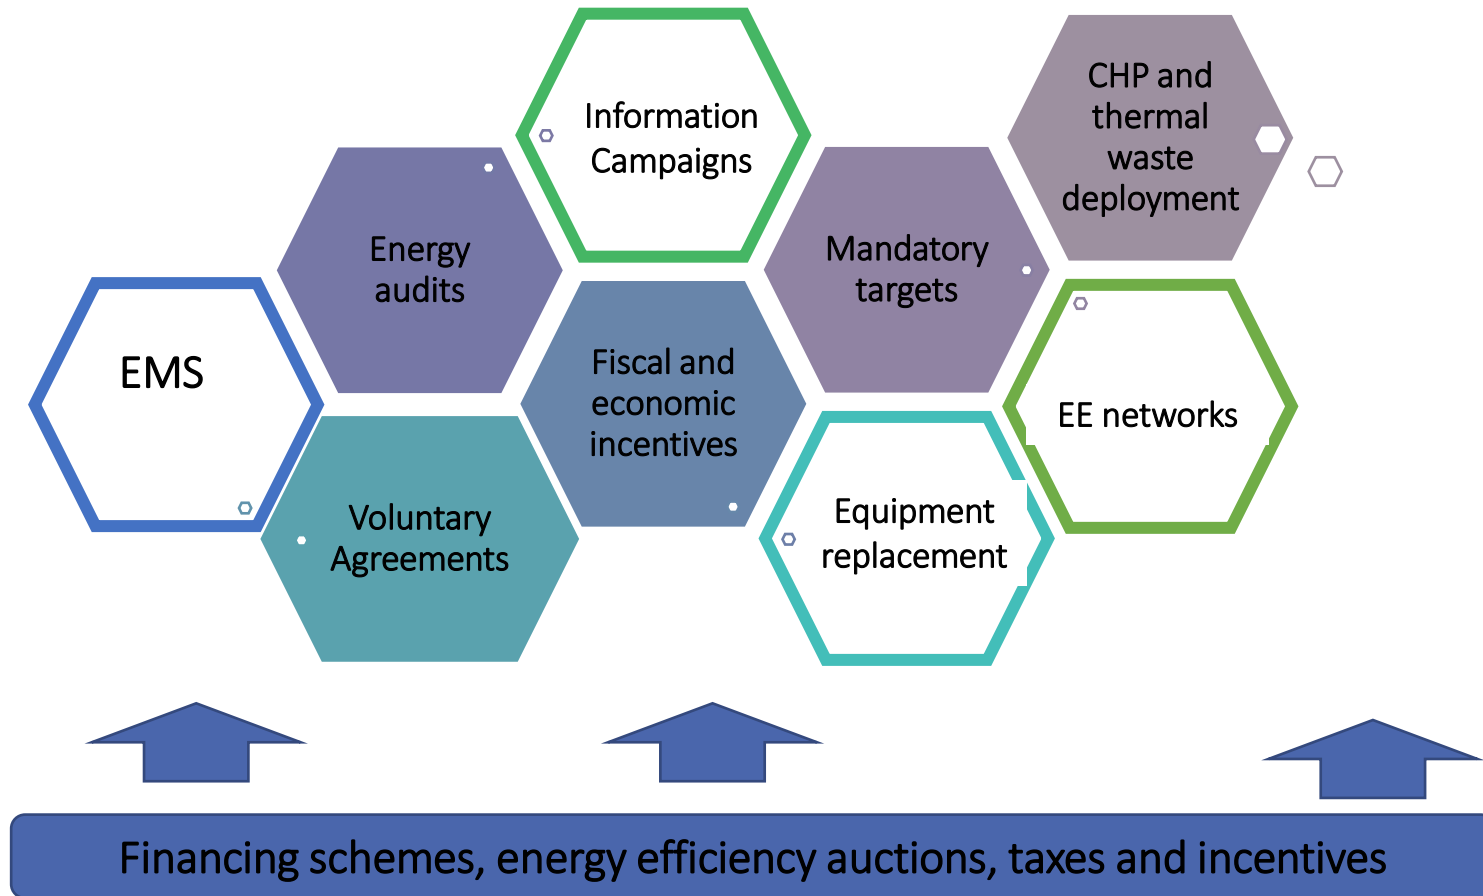 Information
Campaigns
CHP and
thermal
waste
deployment
Energy
audits
Mandatory
targets
EMS
Fiscal and
economic
incentives
EE networks
Voluntary
Agreements
Equipment
replacement
Financing schemes, energy efficiency auctions, taxes and incentives